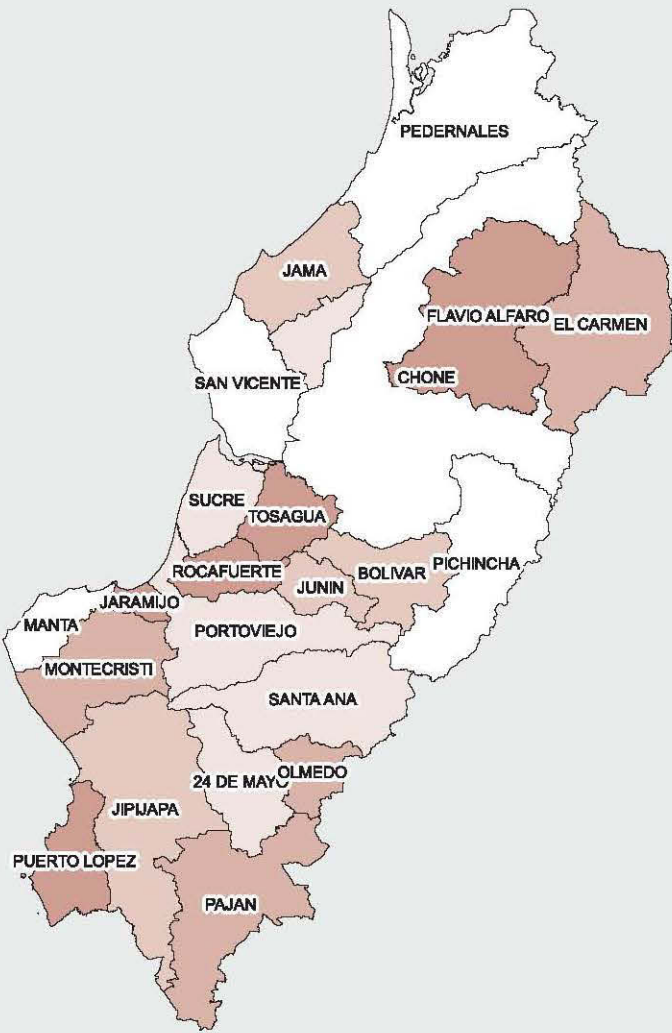 PEDERNALES
JAMA
FLAVIO ALFARO
EL CARMEN
SAN VICENTE
CHONE
SUCRE
TOSAGUA
ROCAFUERTE
JUNIN
BOLIVAR
PICHINCHA
JARAMIJO
MANTA
PORTOVIEJO
MONTECRISTI
SANTA ANA
24 DE MAYO
OLMEDO
JIPIJAPA
PUERTO LOPEZ
PAJAN